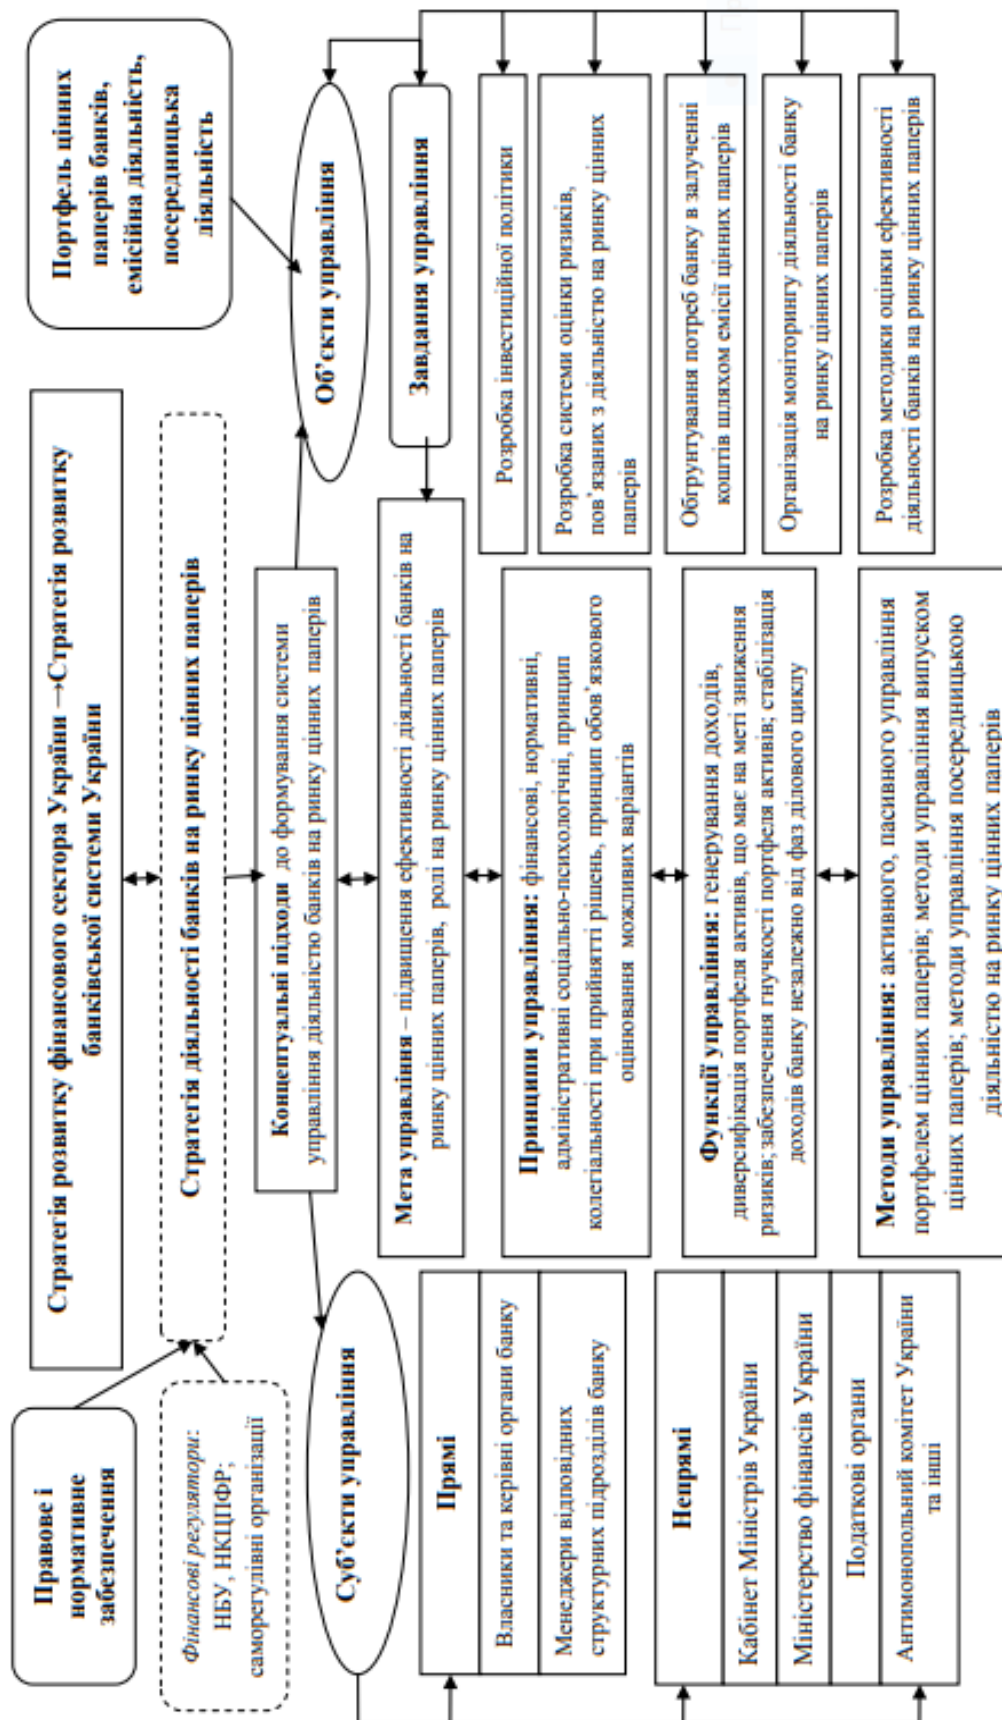 Правове і
нормативне
забезпечення
Стратегія розвитку фінансового сектора України →Стратегія розвитку
банківської системи України
Портфель цінних
паперів банків,
емісійна діяльність,
посередницька
діяльність
Фінансові регулятори:
НБУ, НКЦПФР,
саморегулівні організації
Стратегія діяльності банків на ринку цінних паперів
Концептуальні підходи до формування системи
управління діяльністю банків на ринку цінних паперів
Суб’єкти управління
Об’єкти управління
Мета управління – підвищення ефективності діяльності банків на
ринку цінних паперів, ролі на ринку цінних паперів
Завдання управління
Прямі
Власники та керівні органи банку
Менеджери відповідних
структурних підрозділів банку
Принципи управління: фінансові, нормативні,
адміністративні соціально-психологічні, принцип
колегіальності при прийнятті рішень, принцип обов’язкового
оцінювання можливих варіантів
Розробка інвестиційної політики
Розробка системи оцінки ризиків,
пов’язаних з діяльністю на ринку цінних
паперів
Непрямі
Кабінет Міністрів України
Міністерство фінансів України
Податкові органи
Антимонопольний комітет України
та інші
Функції управління: генерування доходів,
диверсифікація портфеля активів, що має на меті зниження
ризиків; забезпечення гнучкості портфеля активів; стабілізація
доходів банку незалежно від фаз ділового циклу
Обгрунтування потреб банку в залученні
коштів шляхом емісії цінних паперів
Організація моніторингу діяльності банку
на ринку цінних паперів
Методи управління: активного, пасивного управління
портфелем цінних паперів; методи управління випуском
цінних паперів; методи управління посередницькою
діяльністю на ринку цінних паперів
Розробка методики оцінки ефективності
діяльності банків на ринку цінних паперів